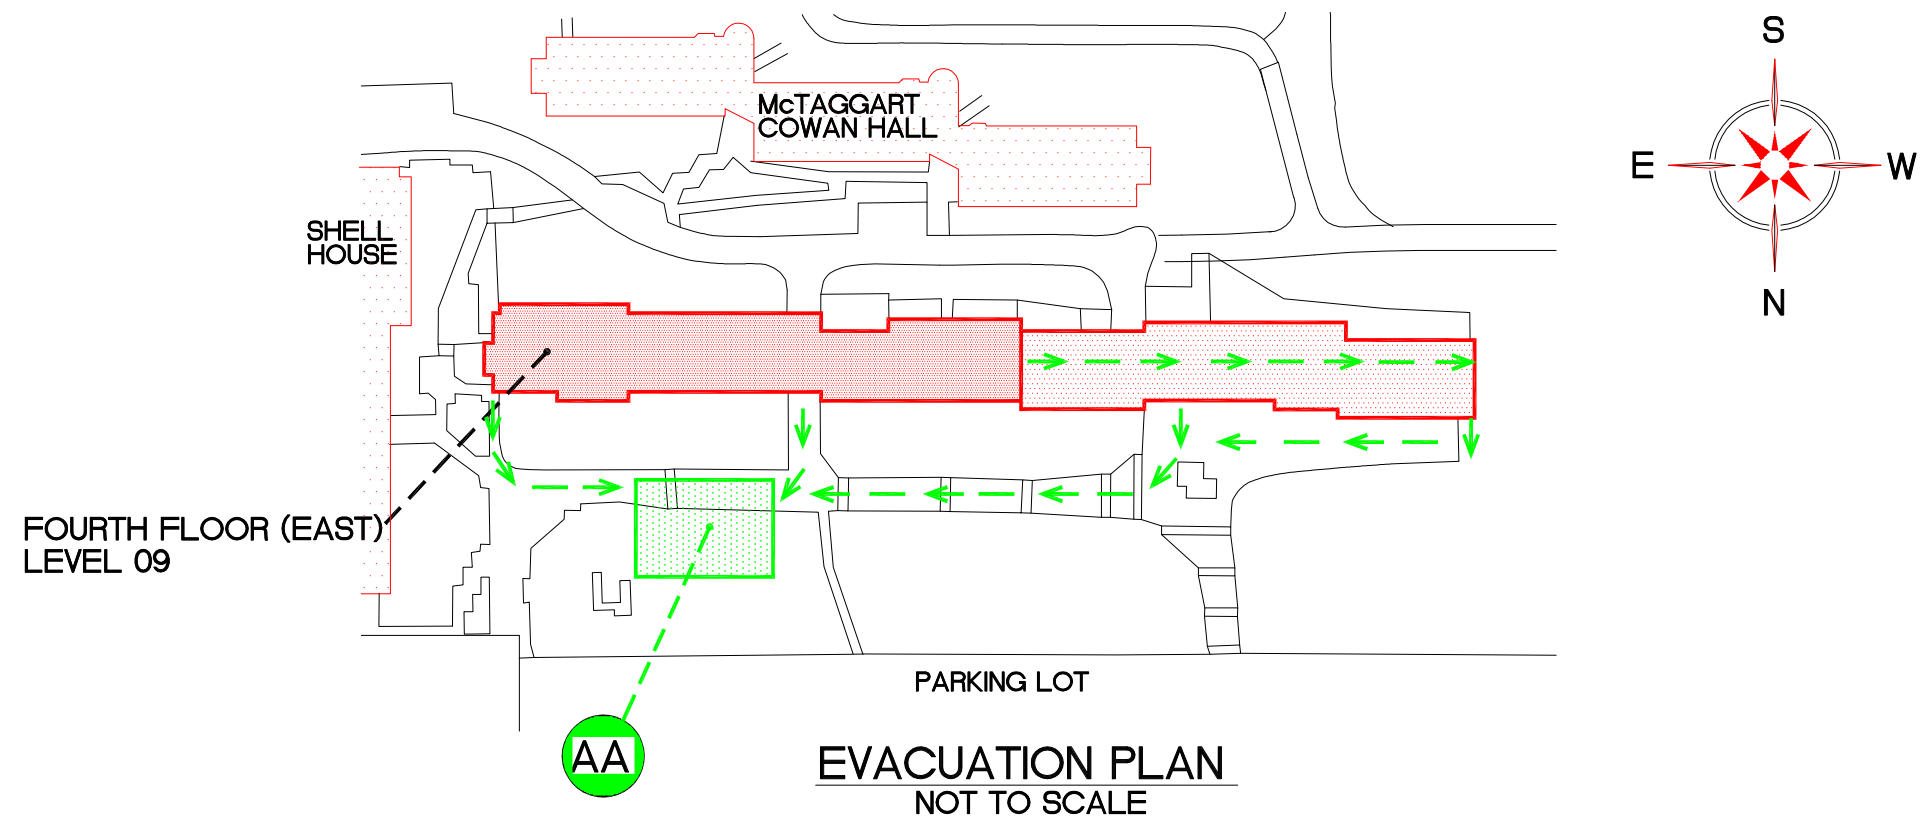 S
McTAGGART
COWAN HALL
E
W
SHELL
HOUSE
N
FOURTH FLOOR (EAST)
LEVEL 09
PARKING LOT
AA
EVACUATION PLAN
NOT TO SCALE